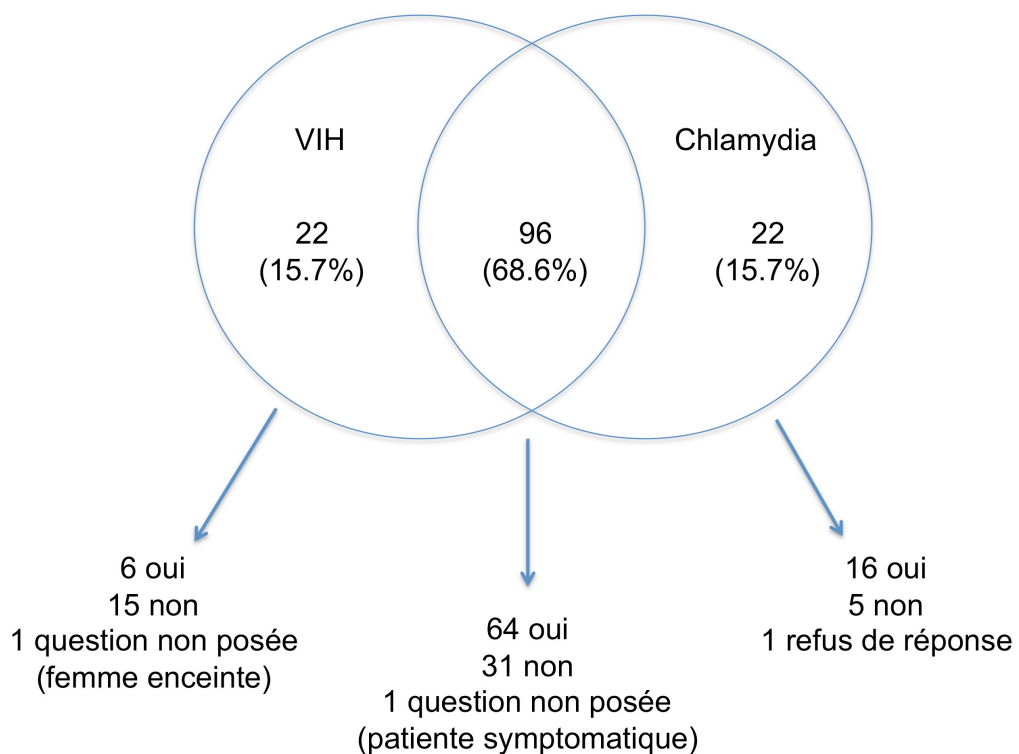 VIH
Chlamydia
22
(15.7%)
96
(68.6%)
22
(15.7%)
6 oui
15 non
1 question non posée
(femme enceinte)
64 oui
31 non
1 question non posée
(patiente symptomatique)
16 oui
5 non
1 refus de réponse